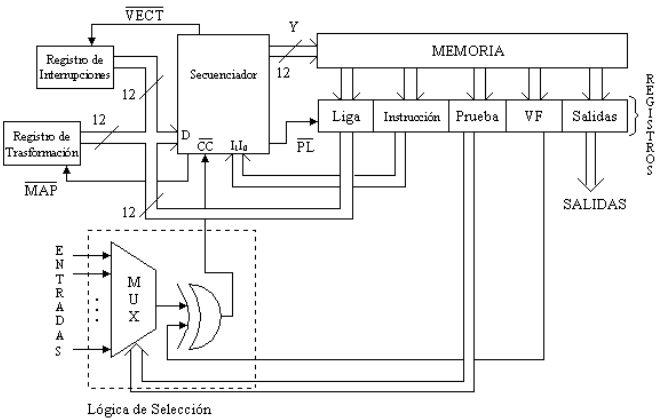 VECT
Registro de
Interrupciones
12
Secuenciador
Y
12
MEMORIA
Registro de
Trasformación
12
D
CC
I₁I₀
PL
MAP
12
Liga
Instrucción
Prueba
VF
Salidas
REGISTROS
SALIDAS
ENTRADAS
MUX
Lógica de Selección